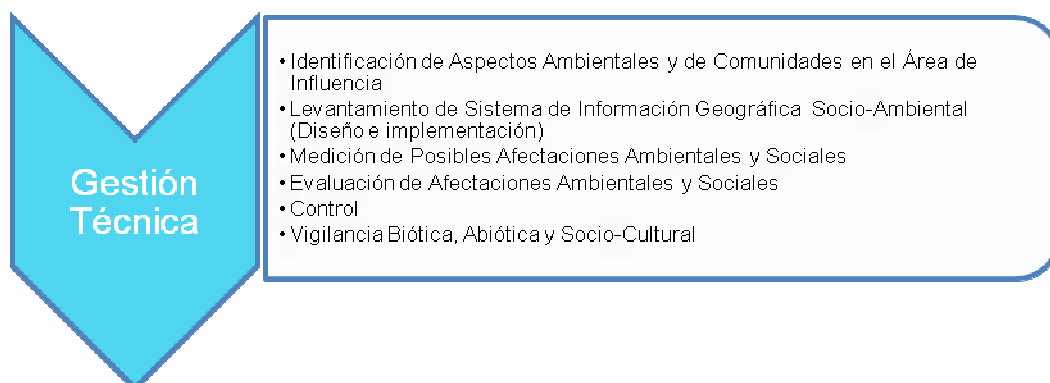 Gestión
Técnica
• Identificación de Aspectos Ambientales y de Comunidades en el Área de
Influencia
• Levantamiento de Sistema de Información Geográfica Socio-Ambiental
(Diseño e implementación)
• Medición de Posibles Afectaciones Ambientales y Sociales
• Evaluación de Afectaciones Ambientales y Sociales
• Control
• Vigilancia Biótica, Abiótica y Socio-Cultural